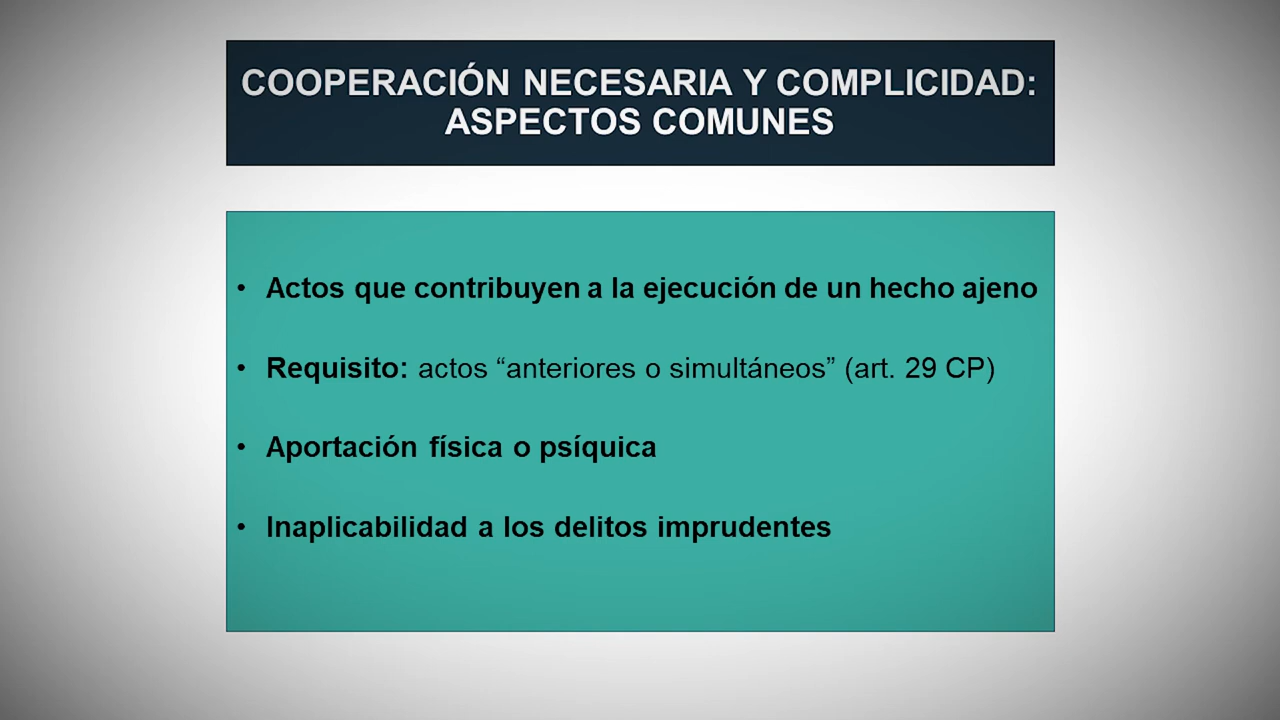 COOPERACIÓN NECESARIA Y COMPLICIDAD:
ASPECTOS COMUNES
• Actos que contribuyen a la ejecución de un hecho ajeno
• Requisito: actos “anteriores o simultáneos” (art. 29 CP)
• Aportación física o psíquica
• Inaplicabilidad a los delitos imprudentes